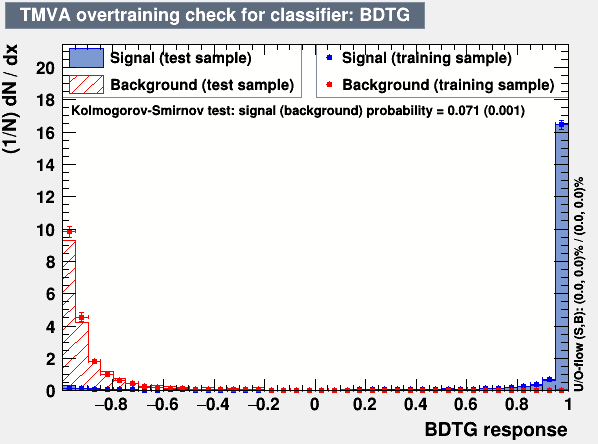 TMVA overtraining check for classifier: BDTG
Signal (test sample)
Background (test sample)
Signal (training sample)
Background (training sample)
Kolmogorov-Smirnov test: signal (background) probability = 0.071 (0.001)
(1/N) dN / dx
20
18
16
14
12
10
8
6
4
2
0
−0.8 −0.6 −0.4 −0.2 0 0.2 0.4 0.6 0.8 1
BDTG response
U/O-flow (S,B): (0.0, 0.0)% / (0.0, 0.0)%